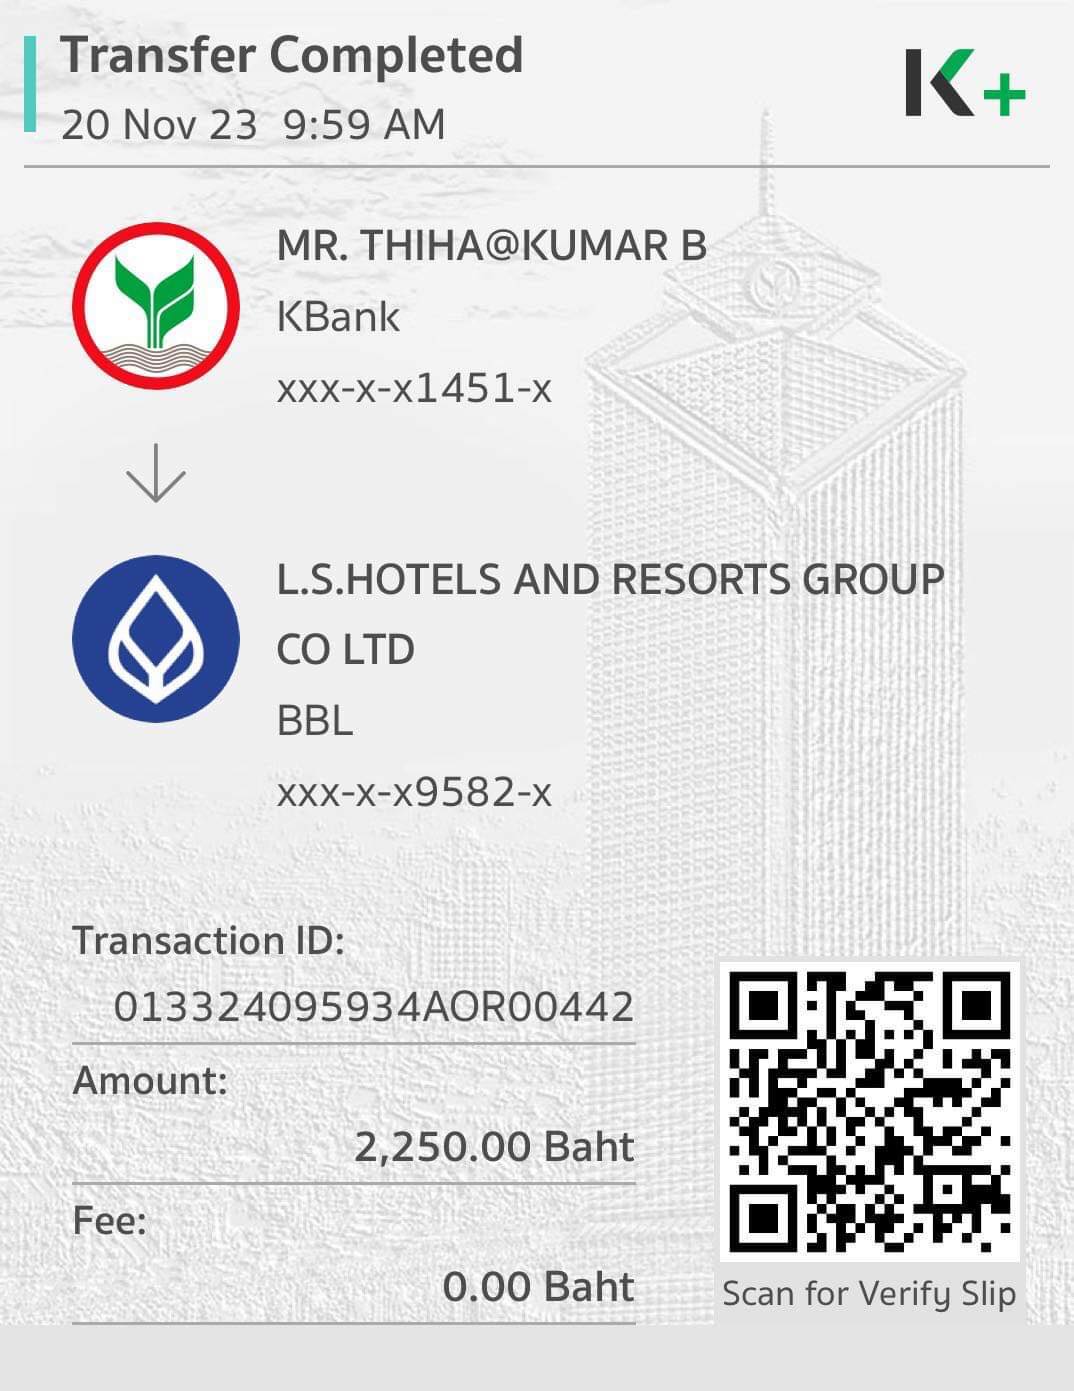 Transfer Completed
20 Nov 23  9:59 AM
K+
MR. THIHA@KUMAR B
KBank
xxx-x-x1451-x
L.S.HOTELS AND RESORTS GROUP
CO LTD
BBL
xxx-x-x9582-x
Transaction ID:
013324095934AOR00442
Amount:
2,250.00 Baht
Fee:
0.00 Baht
Scan for Verify Slip